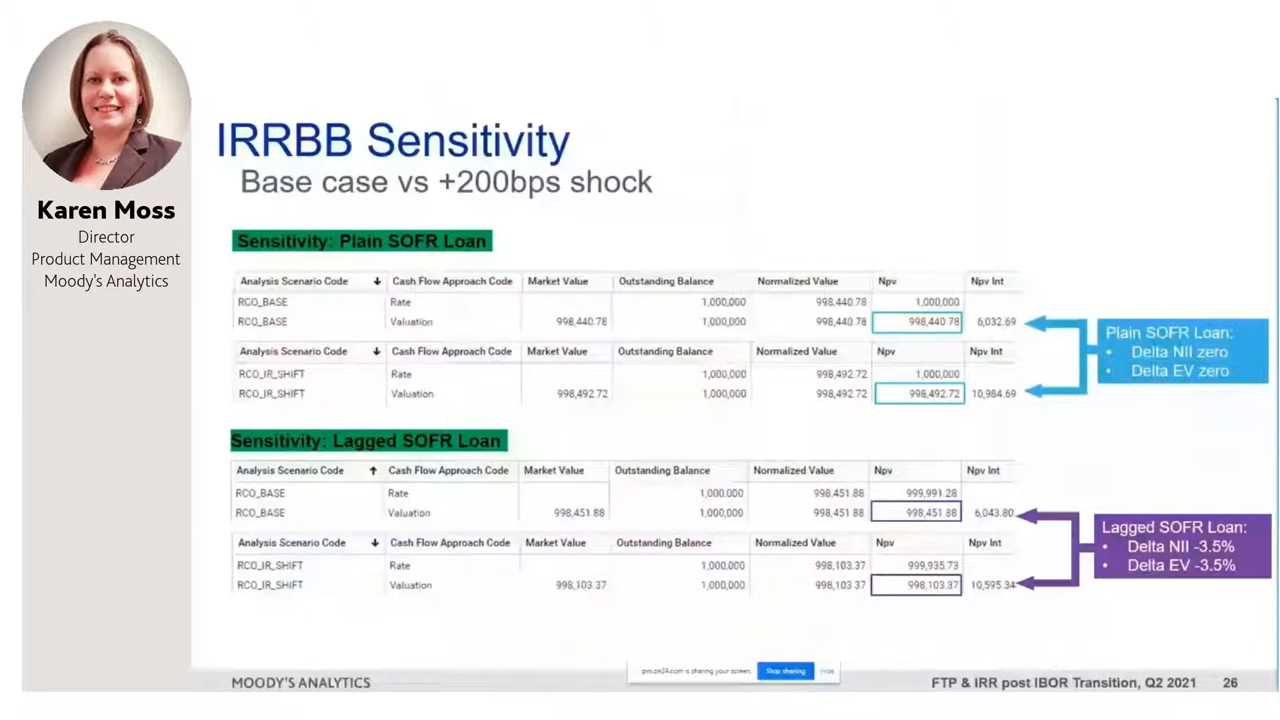 Karen Moss
Director
Product Management
Moody's Analytics
IRRBB Sensitivity
Base case vs +200bps shock
Sensitivity: Plain SOFR Loan
Analysis Scenario Code ↓ Cash Flow Approach Code Market Value Outstanding Balance Normalized Value Npv Npv Int
RCO_BASE Rate 1,000,000 998,440.78 1,000,000
RCO_BASE Valuation 998,440.78 1,000,000 998,440.78 998,440.78 6,032.69
Analysis Scenario Code ↓ Cash Flow Approach Code Market Value Outstanding Balance Normalized Value Npv Npv Int
RCO_IR_SHIFT Rate 1,000,000 998,492.72 1,000,000
RCO_IR_SHIFT Valuation 998,492.72 1,000,000 998,492.72 998,492.72 10,984.69
Plain SOFR Loan:
• Delta NII zero
• Delta EV zero
Sensitivity: Lagged SOFR Loan
Analysis Scenario Code ↑ Cash Flow Approach Code Market Value Outstanding Balance Normalized Value Npv Npv Int
RCO_BASE Rate 1,000,000 998,451.88 999,991.28
RCO_BASE Valuation 998,451.88 1,000,000 998,451.88 998,451.88 6,043.80
Analysis Scenario Code ↓ Cash Flow Approach Code Market Value Outstanding Balance Normalized Value Npv Npv Int
RCO_IR_SHIFT Rate 1,000,000 998,103.37 999,935.73
RCO_IR_SHIFT Valuation 998,103.37 1,000,000 998,103.37 998,103.37 10,595.34
Lagged SOFR Loan:
• Delta NII -3.5%
• Delta EV -3.5%
is sharing your screen. Stop sharing Hide
MOODY'S ANALYTICS FTP & IRR post IBOR Transition, Q2 2021 26